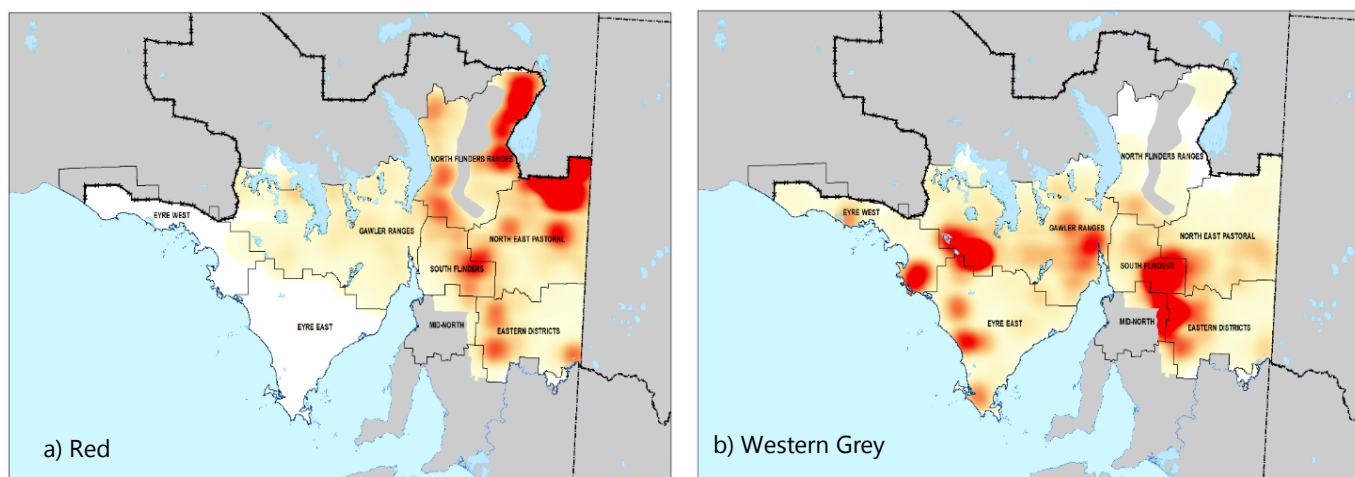 NORTH FLINDERS RANGES
EYRE WEST
GAWLER RANGES
NORTH EAST PASTORAL
SOUTH FLINDERS
EYRE EAST
MID-NORTH
EASTERN DISTRICTS
a) Red
NORTH FLINDERS RANGES
EYRE WEST
GAWLER RANGES
NORTH EAST PASTORAL
SOUTH FLINDERS
EYRE EAST
MID-NORTH
EASTERN DISTRICTS
b) Western Grey